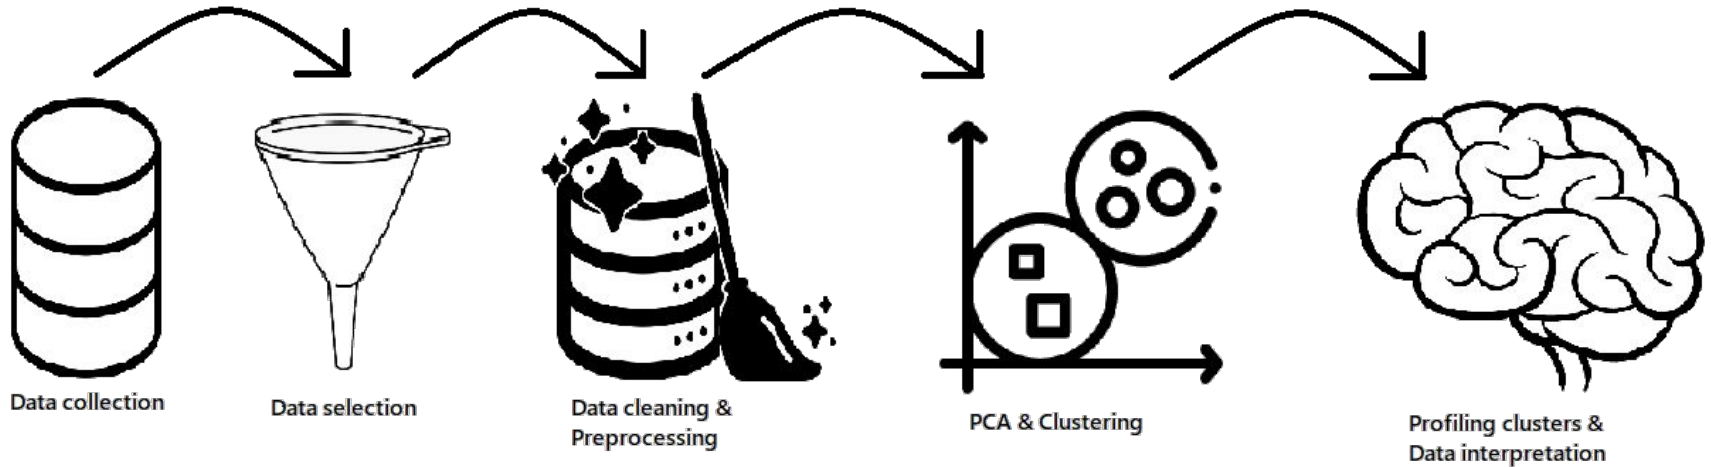 Data collection
Data selection
Data cleaning &
Preprocessing
PCA & Clustering
Profiling clusters &
Data interpretation